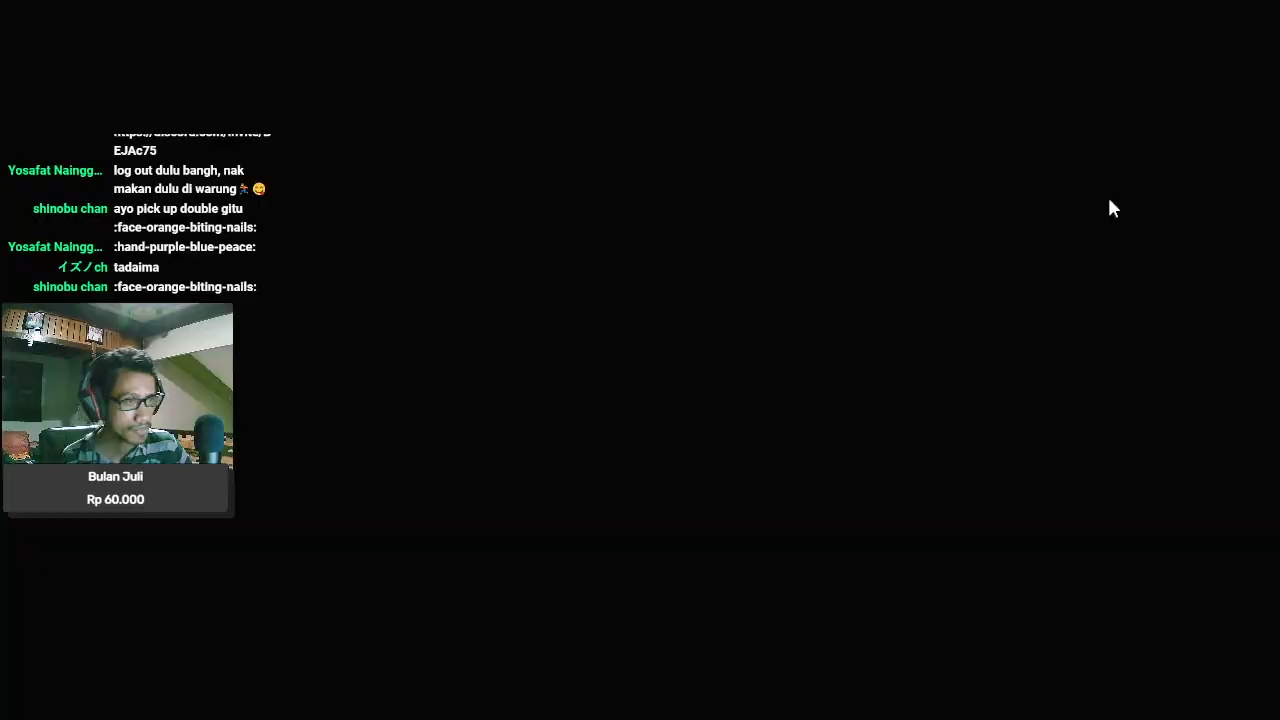 EJAc75
Yosafat Naingg... log out dulu bangh, nak
makan dulu di warung🏃😋
shinobu chan ayo pick up double gitu
:face-orange-biting-nails:
Yosafat Naingg... :hand-purple-blue-peace:
イズノch tadaima
shinobu chan :face-orange-biting-nails:
Bulan Juli
Rp 60.000